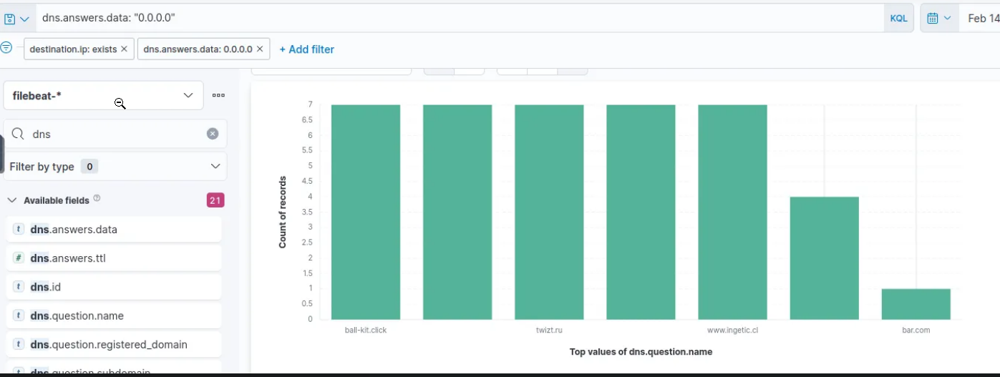 dns.answers.data: "0.0.0.0"
KQL
Feb 14
destination.ip: exists ×
dns.answers.data: 0.0.0.0 ×
+ Add filter
filebeat-*
dns
Filter by type 0
Available fields ? 21
t dns.answers.data
# dns.answers.ttl
t dns.id
t dns.question.name
t dns.question.registered_domain
dns.question.subdomain
Count of records
7
6.5
6
5.5
5
4.5
4
3.5
3
2.5
2
1.5
1
0.5
0
ball-kit.click
twizt.ru
www.ingetic.cl
bar.com
Top values of dns.question.name